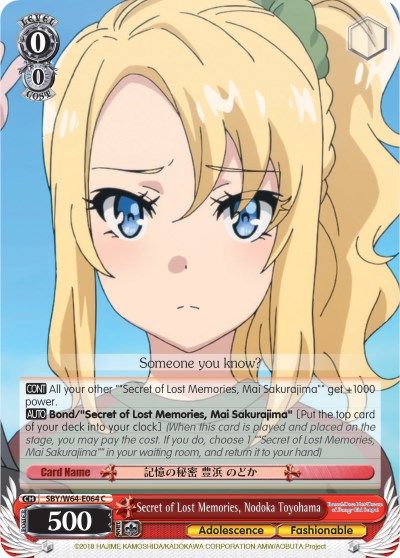 LEVEL
0
0
COST
Someone you know?
CONT All your other ""Secret of Lost Memories, Mai Sakurajima"" get +1000
power.
AUTO Bond/"Secret of Lost Memories, Mai Sakurajima" [Put the top card
of your deck into your clock] (When this card is played and placed on
the stage, you may pay the cost. If you do, choose 1 ""Secret of Lost
Memories, Mai Sakurajima"" in your waiting room, and return it to your hand)
Card Name
記憶の秘密 豊浜 のどか
CH SBY/W64-E064 C
POWER
500
Secret of Lost Memories, Nodoka Toyohama
Adolescence
Fashionable
©2018 HAJIME KAMOSHIDA/KADOKAWA CORPORATION AMW/AOBUTA Project